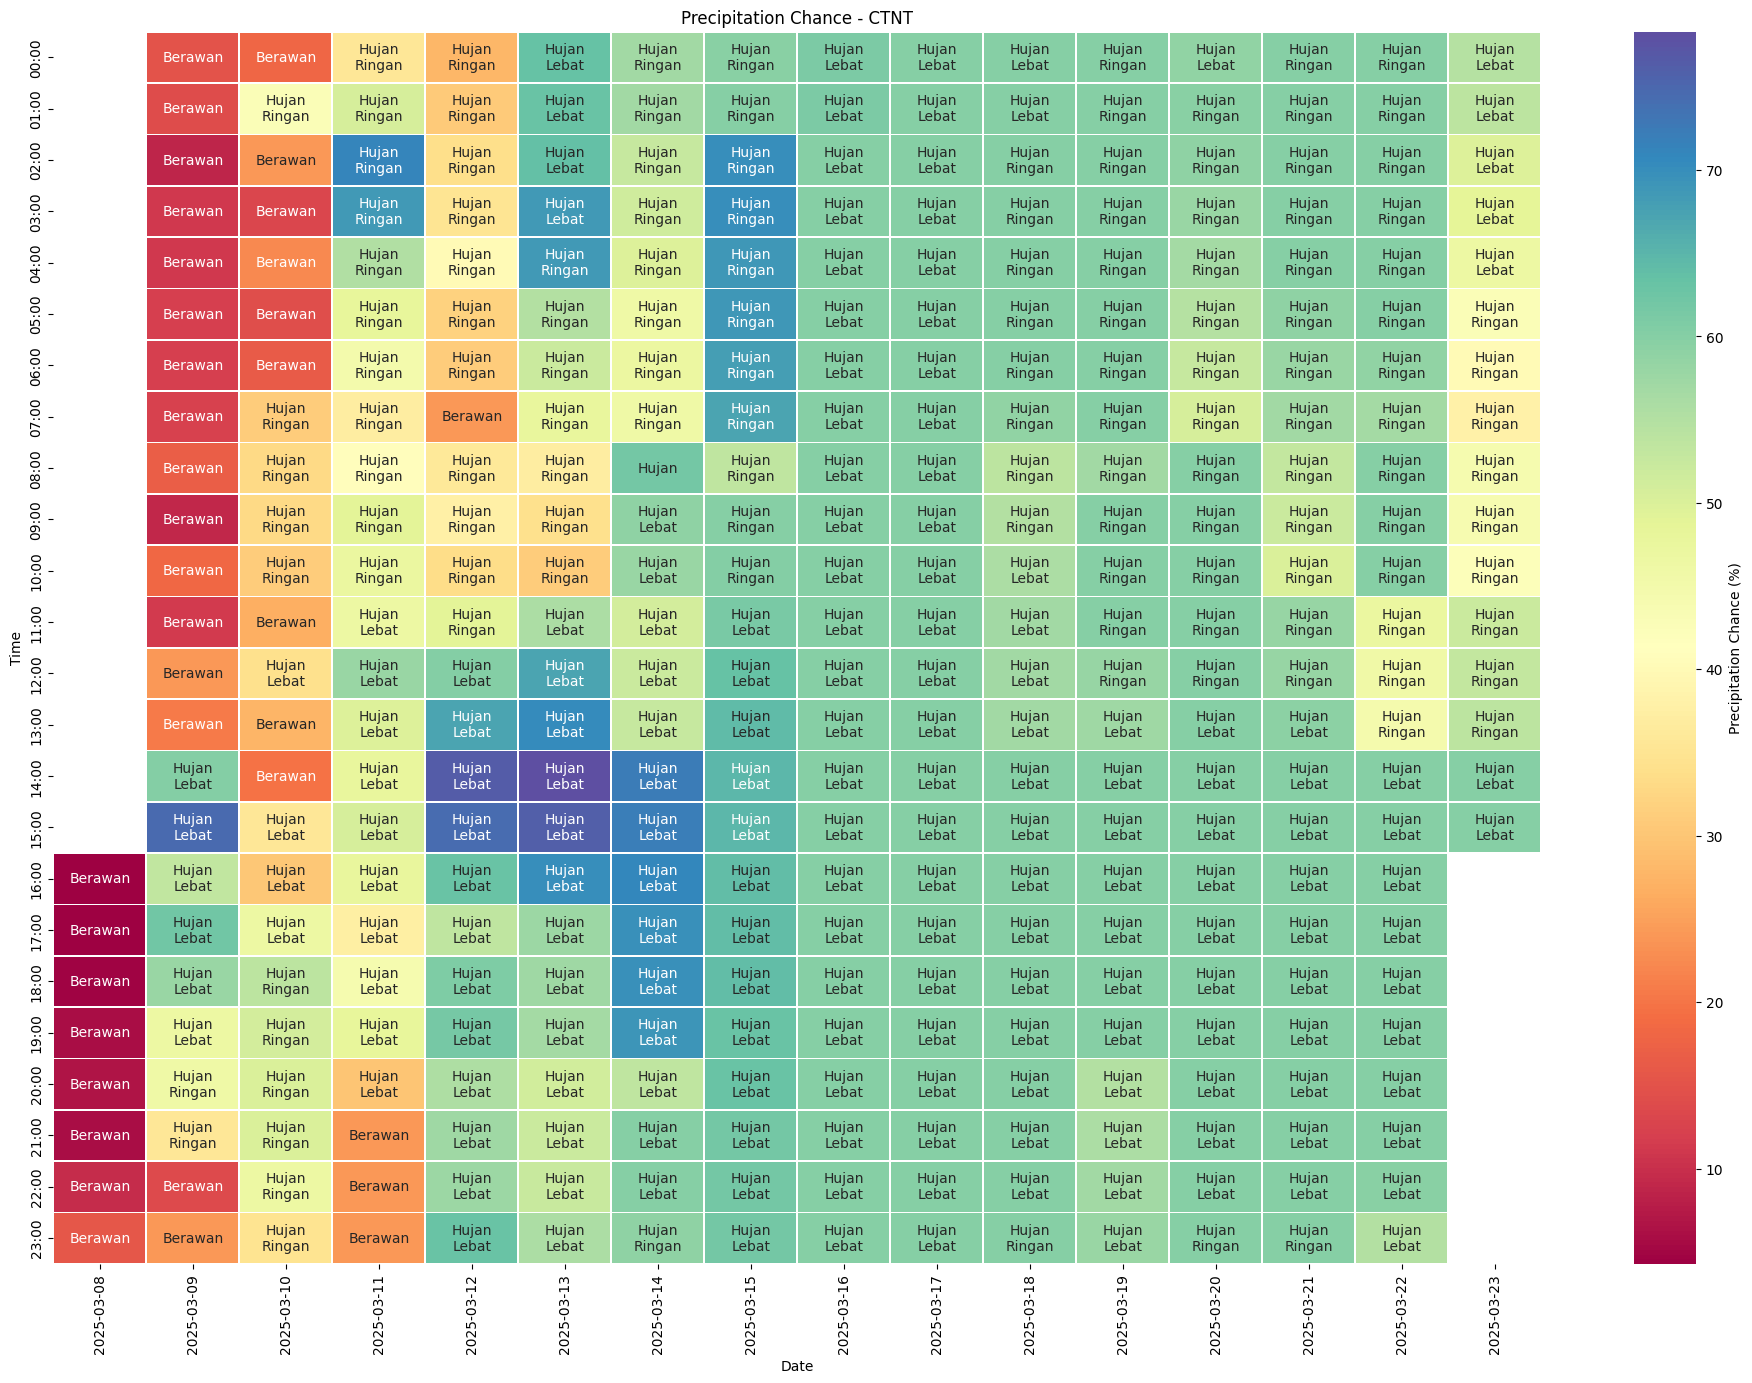 Precipitation Chance - CTNT
00:00 Berawan Berawan Hujan Ringan Hujan Ringan Hujan Lebat Hujan Ringan Hujan Ringan Hujan Lebat Hujan Lebat Hujan Lebat Hujan Ringan Hujan Lebat Hujan Ringan Hujan Ringan Hujan Lebat
01:00 Berawan Hujan Ringan Hujan Ringan Hujan Ringan Hujan Lebat Hujan Ringan Hujan Ringan Hujan Lebat Hujan Lebat Hujan Ringan Hujan Ringan Hujan Ringan Hujan Ringan Hujan Ringan Hujan Lebat
02:00 Berawan Berawan Hujan Ringan Hujan Ringan Hujan Lebat Hujan Ringan Hujan Ringan Hujan Lebat Hujan Lebat Hujan Ringan Hujan Ringan Hujan Ringan Hujan Ringan Hujan Ringan Hujan Lebat
03:00 Berawan Berawan Hujan Ringan Hujan Ringan Hujan Lebat Hujan Ringan Hujan Ringan Hujan Lebat Hujan Lebat Hujan Ringan Hujan Ringan Hujan Ringan Hujan Ringan Hujan Ringan Hujan Lebat
04:00 Berawan Berawan Hujan Ringan Hujan Ringan Hujan Ringan Hujan Ringan Hujan Ringan Hujan Lebat Hujan Lebat Hujan Ringan Hujan Ringan Hujan Ringan Hujan Ringan Hujan Ringan Hujan Lebat
05:00 Berawan Berawan Hujan Ringan Hujan Ringan Hujan Ringan Hujan Ringan Hujan Ringan Hujan Lebat Hujan Lebat Hujan Ringan Hujan Ringan Hujan Ringan Hujan Ringan Hujan Ringan Hujan Ringan
06:00 Berawan Berawan Hujan Ringan Hujan Ringan Hujan Ringan Hujan Ringan Hujan Ringan Hujan Lebat Hujan Lebat Hujan Ringan Hujan Ringan Hujan Ringan Hujan Ringan Hujan Ringan Hujan Ringan
07:00 Berawan Hujan Ringan Hujan Ringan Berawan Hujan Ringan Hujan Ringan Hujan Ringan Hujan Lebat Hujan Lebat Hujan Ringan Hujan Ringan Hujan Ringan Hujan Ringan Hujan Ringan Hujan Ringan
08:00 Berawan Hujan Ringan Hujan Ringan Hujan Ringan Hujan Ringan Hujan Hujan Ringan Hujan Lebat Hujan Lebat Hujan Ringan Hujan Ringan Hujan Ringan Hujan Ringan Hujan Ringan Hujan Ringan
09:00 Berawan Hujan Ringan Hujan Ringan Hujan Ringan Hujan Ringan Hujan Lebat Hujan Ringan Hujan Lebat Hujan Lebat Hujan Ringan Hujan Ringan Hujan Ringan Hujan Ringan Hujan Ringan Hujan Ringan
10:00 Berawan Hujan Ringan Hujan Ringan Hujan Ringan Hujan Ringan Hujan Lebat Hujan Ringan Hujan Lebat Hujan Lebat Hujan Lebat Hujan Ringan Hujan Ringan Hujan Ringan Hujan Ringan Hujan Ringan
11:00 Berawan Berawan Hujan Lebat Hujan Ringan Hujan Lebat Hujan Lebat Hujan Lebat Hujan Lebat Hujan Lebat Hujan Lebat Hujan Ringan Hujan Ringan Hujan Ringan Hujan Ringan Hujan Ringan
12:00 Berawan Hujan Lebat Hujan Lebat Hujan Lebat Hujan Lebat Hujan Lebat Hujan Lebat Hujan Lebat Hujan Lebat Hujan Lebat Hujan Ringan Hujan Ringan Hujan Ringan Hujan Ringan Hujan Ringan
13:00 Berawan Berawan Hujan Lebat Hujan Lebat Hujan Lebat Hujan Lebat Hujan Lebat Hujan Lebat Hujan Lebat Hujan Lebat Hujan Lebat Hujan Lebat Hujan Lebat Hujan Ringan Hujan Ringan
14:00 Hujan Lebat Berawan Hujan Lebat Hujan Lebat Hujan Lebat Hujan Lebat Hujan Lebat Hujan Lebat Hujan Lebat Hujan Lebat Hujan Lebat Hujan Lebat Hujan Lebat Hujan Lebat Hujan Lebat
15:00 Hujan Lebat Hujan Lebat Hujan Lebat Hujan Lebat Hujan Lebat Hujan Lebat Hujan Lebat Hujan Lebat Hujan Lebat Hujan Lebat Hujan Lebat Hujan Lebat Hujan Lebat Hujan Lebat Hujan Lebat
16:00 Berawan Hujan Lebat Hujan Lebat Hujan Lebat Hujan Lebat Hujan Lebat Hujan Lebat Hujan Lebat Hujan Lebat Hujan Lebat Hujan Lebat Hujan Lebat Hujan Lebat Hujan Lebat Hujan Lebat
17:00 Berawan Hujan Lebat Hujan Lebat Hujan Lebat Hujan Lebat Hujan Lebat Hujan Lebat Hujan Lebat Hujan Lebat Hujan Lebat Hujan Lebat Hujan Lebat Hujan Lebat Hujan Lebat Hujan Lebat
18:00 Berawan Hujan Lebat Hujan Ringan Hujan Lebat Hujan Lebat Hujan Lebat Hujan Lebat Hujan Lebat Hujan Lebat Hujan Lebat Hujan Lebat Hujan Lebat Hujan Lebat Hujan Lebat Hujan Lebat
19:00 Berawan Hujan Lebat Hujan Ringan Hujan Lebat Hujan Lebat Hujan Lebat Hujan Lebat Hujan Lebat Hujan Lebat Hujan Lebat Hujan Lebat Hujan Lebat Hujan Lebat Hujan Lebat Hujan Lebat
20:00 Berawan Hujan Ringan Hujan Ringan Hujan Lebat Hujan Lebat Hujan Lebat Hujan Lebat Hujan Lebat Hujan Lebat Hujan Lebat Hujan Lebat Hujan Lebat Hujan Lebat Hujan Lebat Hujan Lebat
21:00 Berawan Hujan Ringan Hujan Ringan Berawan Hujan Lebat Hujan Lebat Hujan Lebat Hujan Lebat Hujan Lebat Hujan Lebat Hujan Lebat Hujan Lebat Hujan Lebat Hujan Lebat Hujan Lebat
22:00 Berawan Berawan Hujan Ringan Berawan Hujan Lebat Hujan Lebat Hujan Lebat Hujan Lebat Hujan Lebat Hujan Lebat Hujan Lebat Hujan Lebat Hujan Lebat Hujan Lebat Hujan Lebat
23:00 Berawan Berawan Hujan Ringan Berawan Hujan Lebat Hujan Lebat Hujan Ringan Hujan Lebat Hujan Lebat Hujan Lebat Hujan Ringan Hujan Lebat Hujan Ringan Hujan Ringan Hujan Lebat
Time
2025-03-08 2025-03-09 2025-03-10 2025-03-11 2025-03-12 2025-03-13 2025-03-14 2025-03-15 2025-03-16 2025-03-17 2025-03-18 2025-03-19 2025-03-20 2025-03-21 2025-03-22 2025-03-23
Date
70
60
50
40
30
20
10
Precipitation Chance (%)